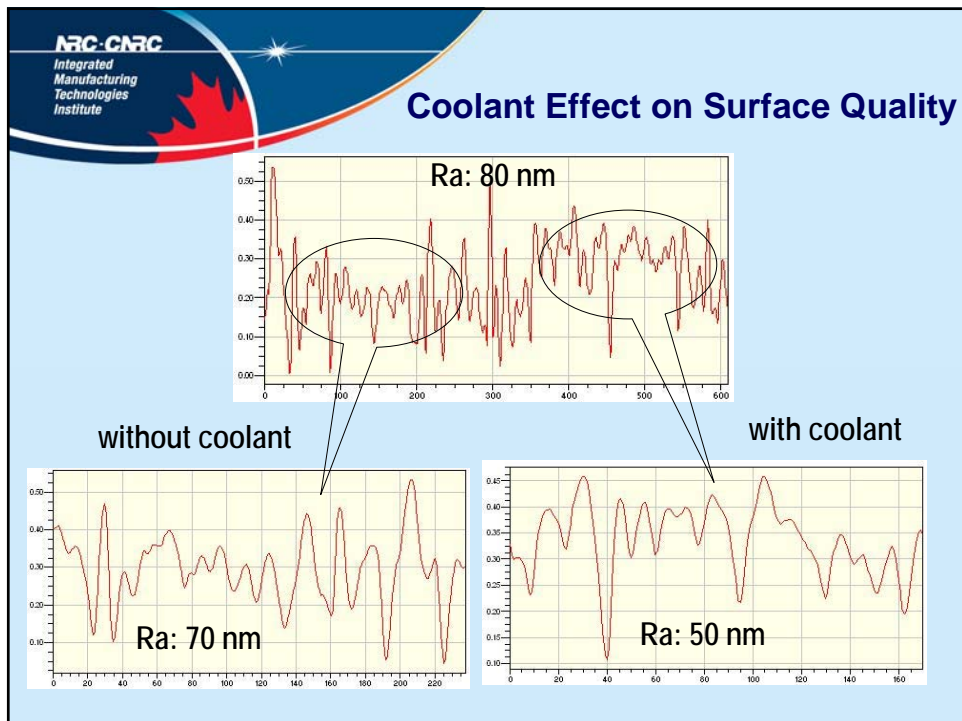 NRC·CNRC
Integrated
Manufacturing
Technologies
Institute
Coolant Effect on Surface Quality
Ra: 80 nm
0.50
0.40
0.30
0.20
0.10
0.00
0 100 200 300 400 500 600
without coolant
with coolant
0.50
0.40
0.30
0.20
0.10
0 20 40 60 80 100 120 140 160 180 200 220
Ra: 70 nm
0.45
0.40
0.35
0.30
0.25
0.20
0.15
0.10
0 20 40 60 80 100 120 140 160
Ra: 50 nm